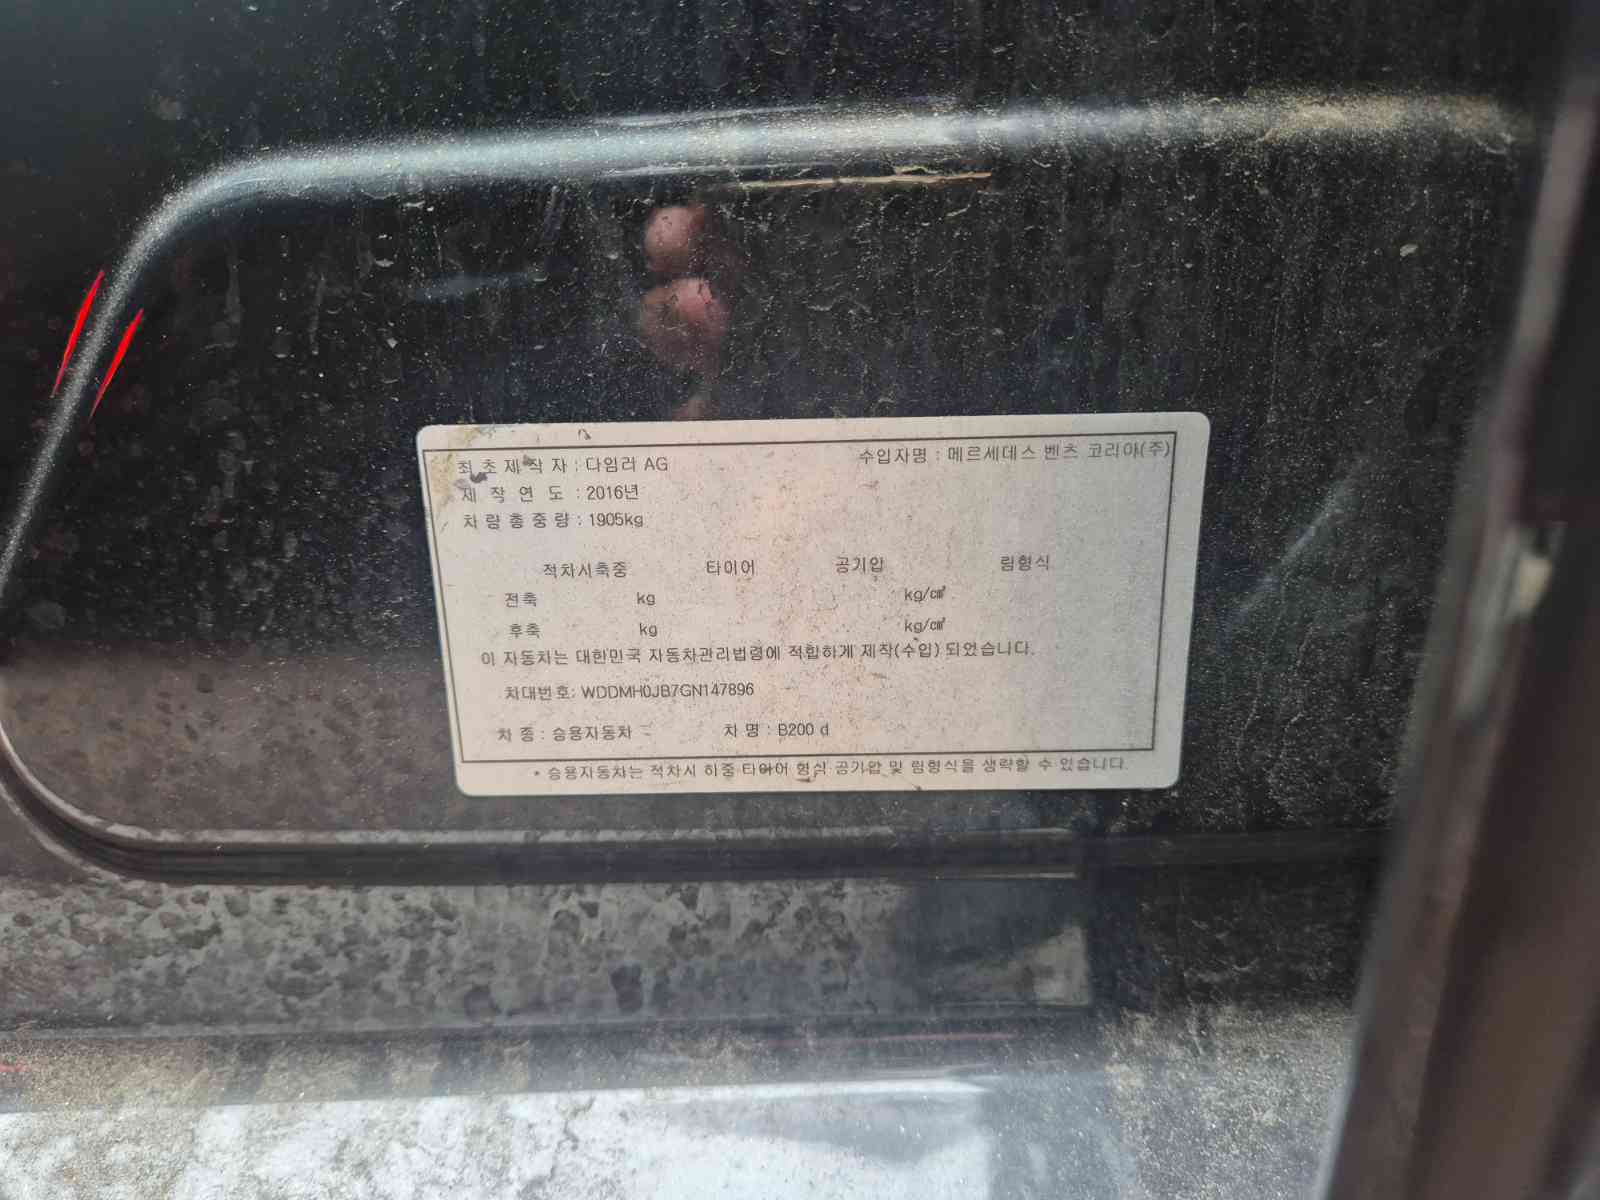 최초제작자 : 다임러 AG 수입자명 : 메르세데스 벤츠 코리아(주)
제 작 연 도 : 2016년
차량총중량 : 1905kg
적차시축중 타이어 공기압 림형식
전축 kg kg/㎠
후축 kg kg/㎠
이 자동차는 대한민국 자동차관리법령에 적합하게 제작(수입) 되었습니다.
차대번호: WDDMH0JB7GN147896
차 종 : 승용자동차 차 명 : B200 d
* 승용자동차는 적차시 하중 타이어 형식 공기압 및 림형식을 생략할 수 있습니다.